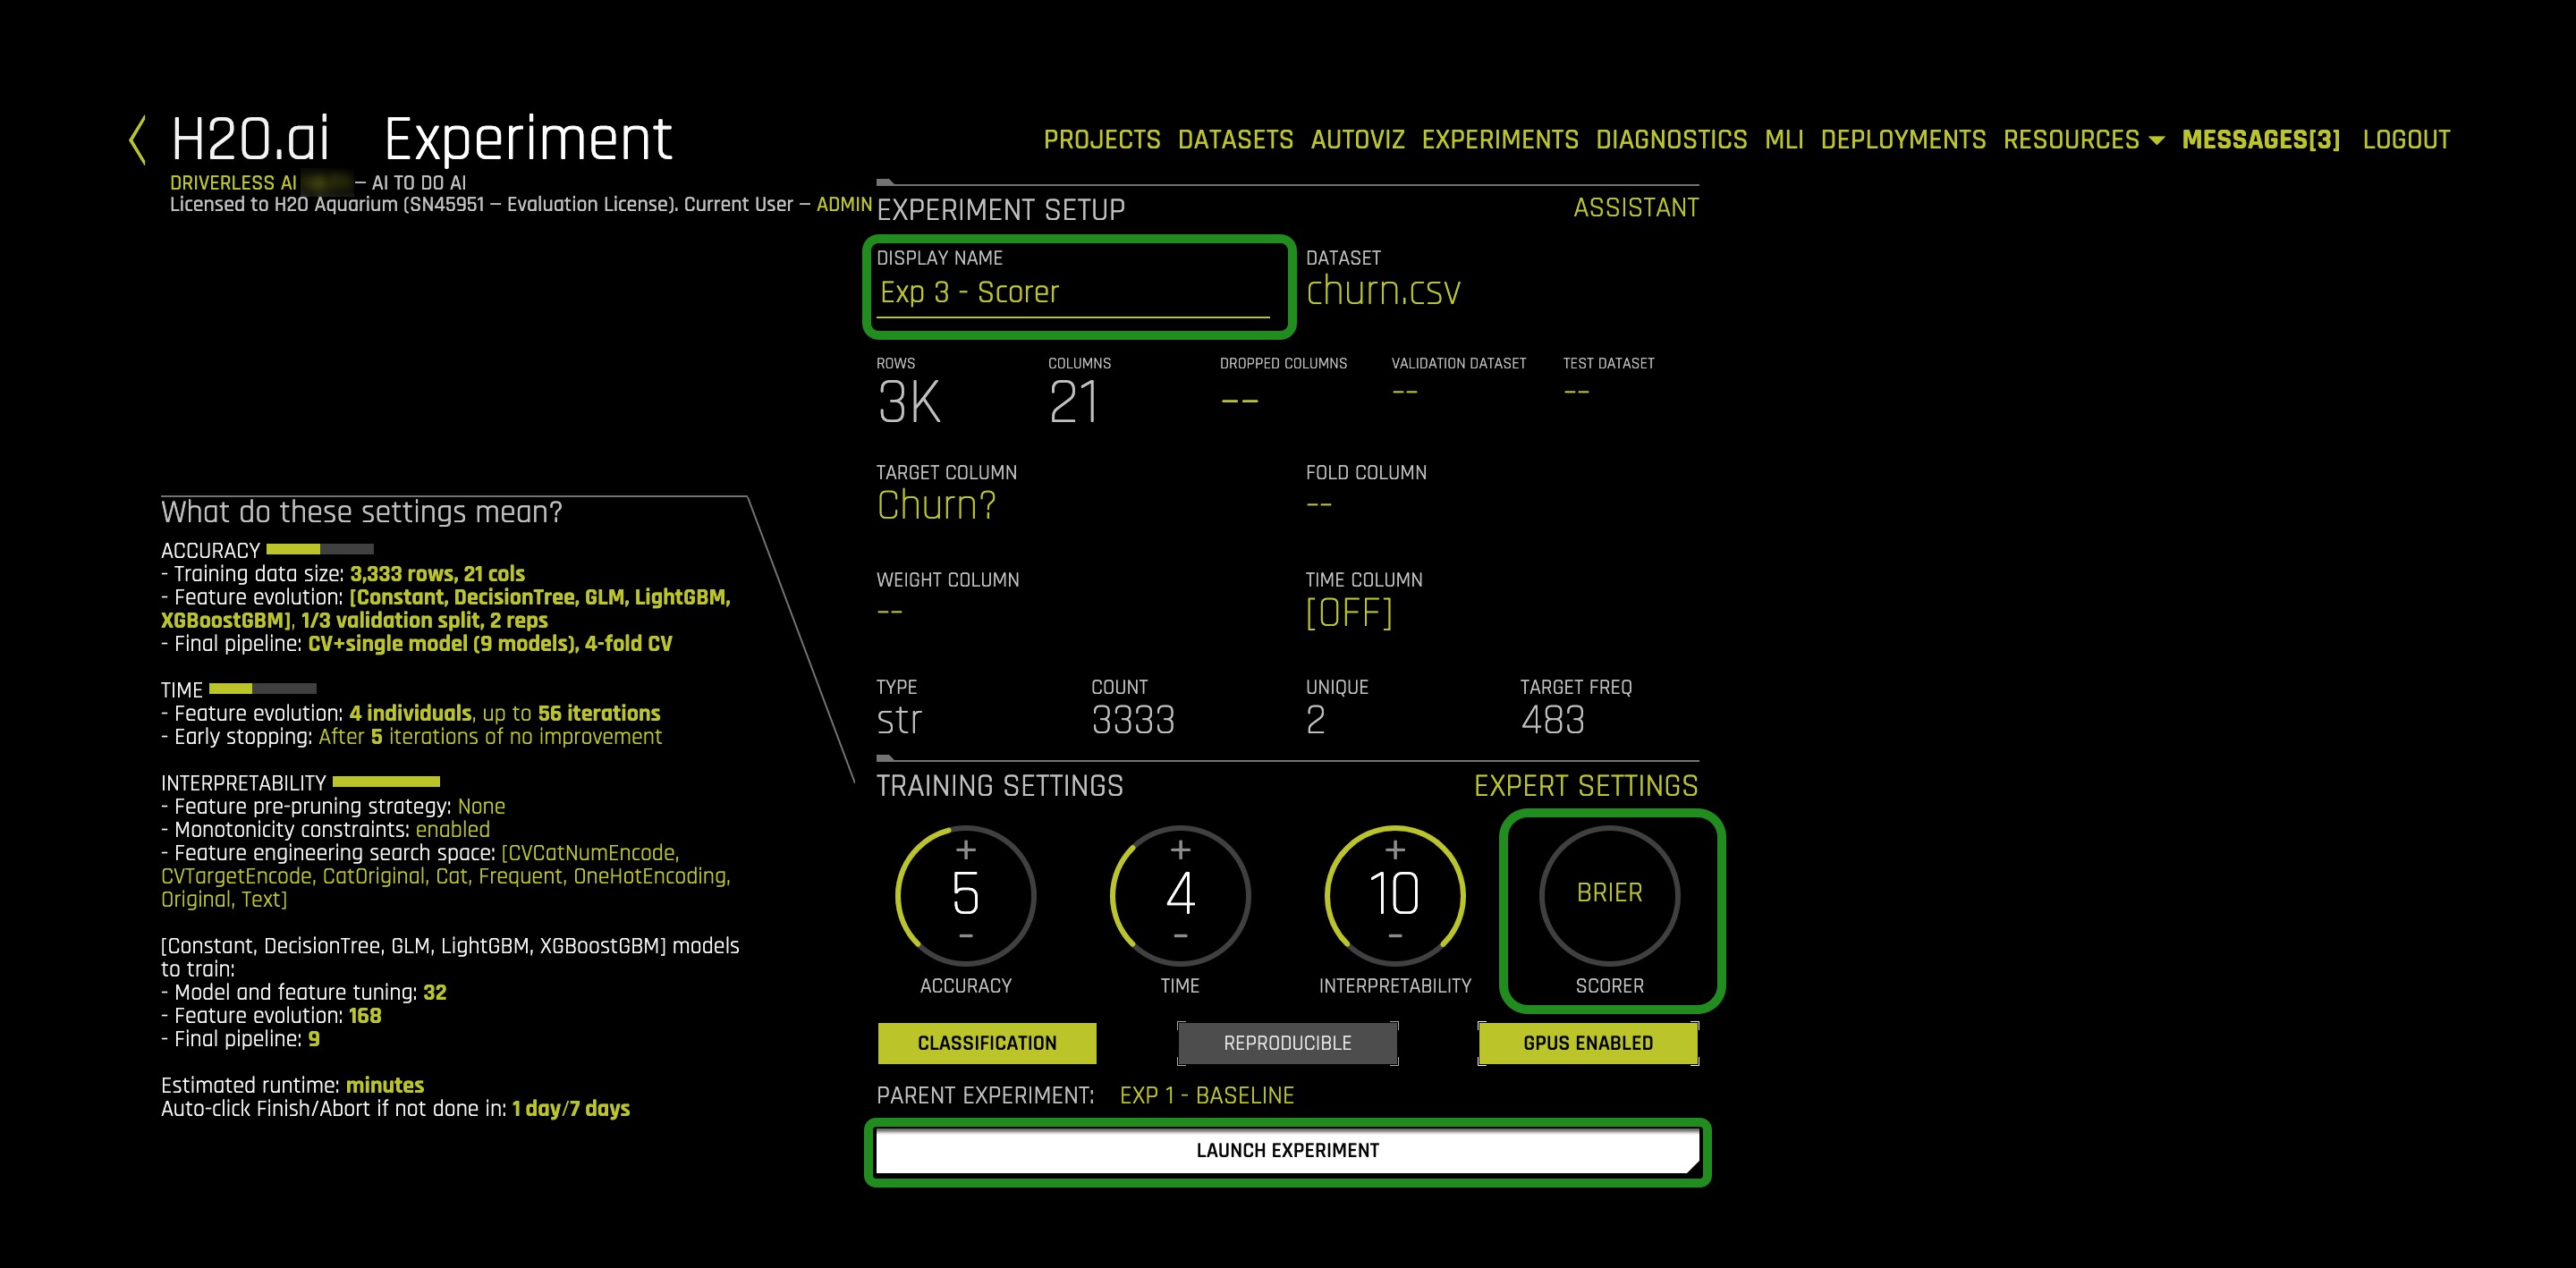 H2O.ai Experiment
PROJECTS DATASETS AUTOVIZ EXPERIMENTS DIAGNOSTICS MLI DEPLOYMENTS RESOURCES MESSAGES[3] LOGOUT
DRIVERLESS AI — AI TO DO AI
Licensed to H2O Aquarium (SN45951 — Evaluation License). Current User — ADMIN
EXPERIMENT SETUP ASSISTANT
DISPLAY NAME DATASET
Exp 3 - Scorer churn.csv
ROWS COLUMNS DROPPED COLUMNS VALIDATION DATASET TEST DATASET
3K 21 -- -- --
TARGET COLUMN FOLD COLUMN
Churn? --
WEIGHT COLUMN TIME COLUMN
-- [OFF]
TYPE COUNT UNIQUE TARGET FREQ
str 3333 2 483
What do these settings mean?
ACCURACY
- Training data size: 3,333 rows, 21 cols
- Feature evolution: [Constant, DecisionTree, GLM, LightGBM,
XGBoostGBM], 1/3 validation split, 2 reps
- Final pipeline: CV+single model (9 models), 4-fold CV
TIME
- Feature evolution: 4 individuals, up to 56 iterations
- Early stopping: After 5 iterations of no improvement
INTERPRETABILITY
- Feature pre-pruning strategy: None
- Monotonicity constraints: enabled
- Feature engineering search space: [CVCatNumEncode,
CVTargetEncode, CatOriginal, Cat, Frequent, OneHotEncoding,
Original, Text]
[Constant, DecisionTree, GLM, LightGBM, XGBoostGBM] models
to train:
- Model and feature tuning: 32
- Feature evolution: 168
- Final pipeline: 9
Estimated runtime: minutes
Auto-click Finish/Abort if not done in: 1 day/7 days
TRAINING SETTINGS EXPERT SETTINGS
+ + +
5 4 10 BRIER
- - -
ACCURACY TIME INTERPRETABILITY SCORER
CLASSIFICATION REPRODUCIBLE GPUS ENABLED
PARENT EXPERIMENT: EXP 1 - BASELINE
LAUNCH EXPERIMENT